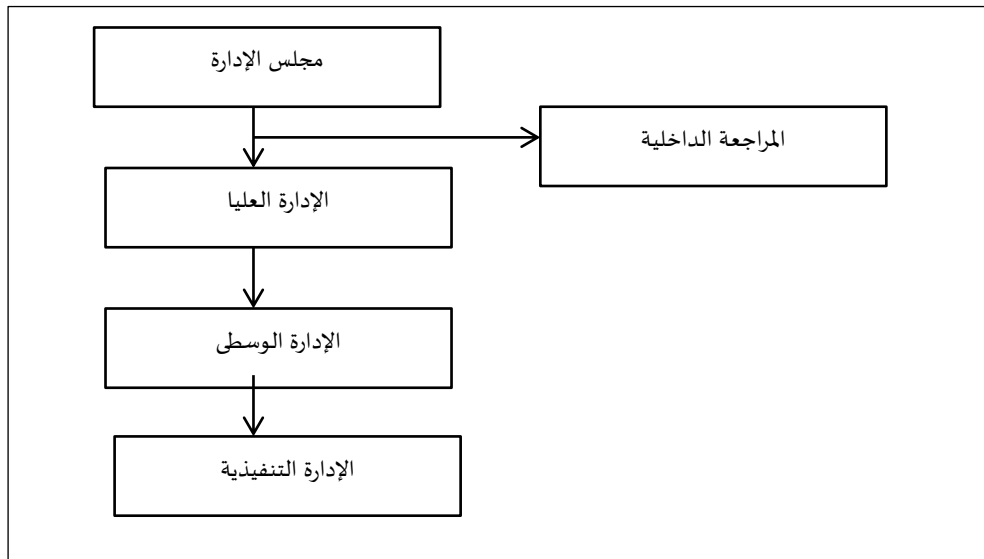 مجلس الإدارة
المراجعة الداخلية
الإدارة العليا
الإدارة الوسطى
الإدارة التنفيذية